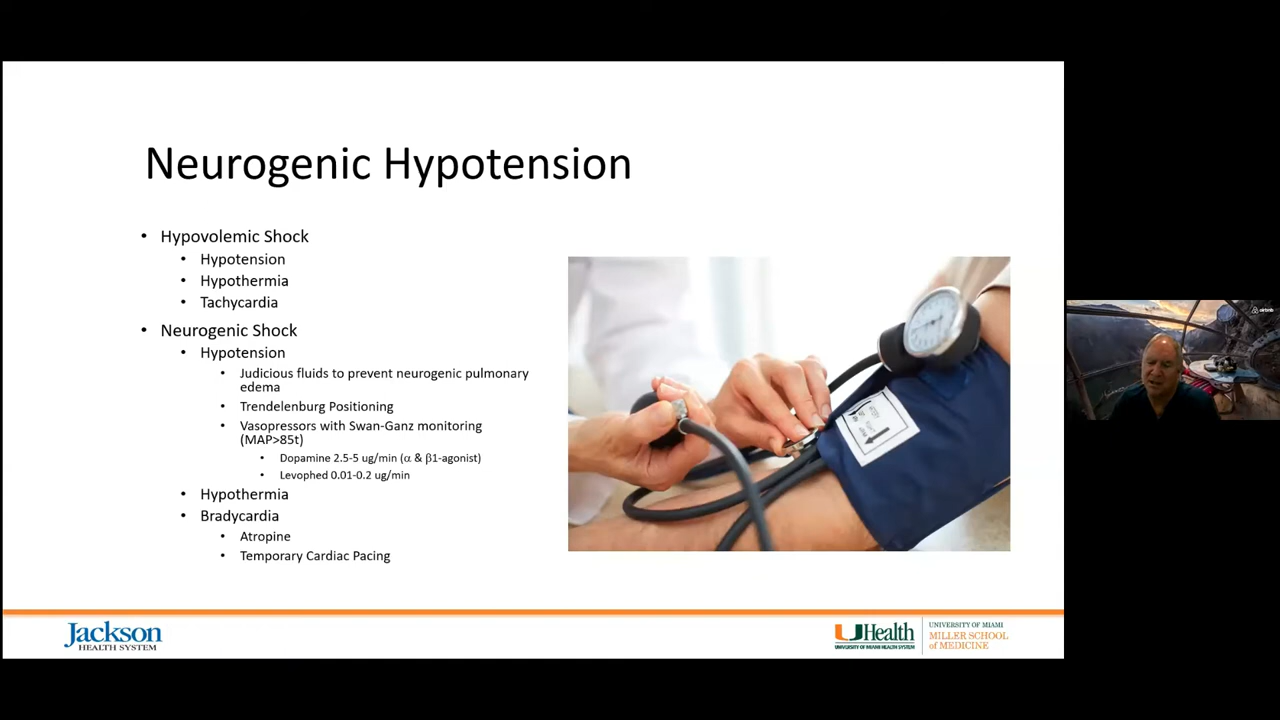 Neurogenic Hypotension
• Hypovolemic Shock
• Hypotension
• Hypothermia
• Tachycardia
• Neurogenic Shock
• Hypotension
• Judicious fluids to prevent neurogenic pulmonary
edema
• Trendelenburg Positioning
• Vasopressors with Swan-Ganz monitoring
(MAP>85t)
• Dopamine 2.5-5 ug/min (α & β1-agonist)
• Levophed 0.01-0.2 ug/min
• Hypothermia
• Bradycardia
• Atropine
• Temporary Cardiac Pacing
airbnb
Jackson
HEALTH SYSTEM
UHealth
UNIVERSITY OF MIAMI HEALTH SYSTEM
UNIVERSITY OF MIAMI
MILLER SCHOOL
of MEDICINE